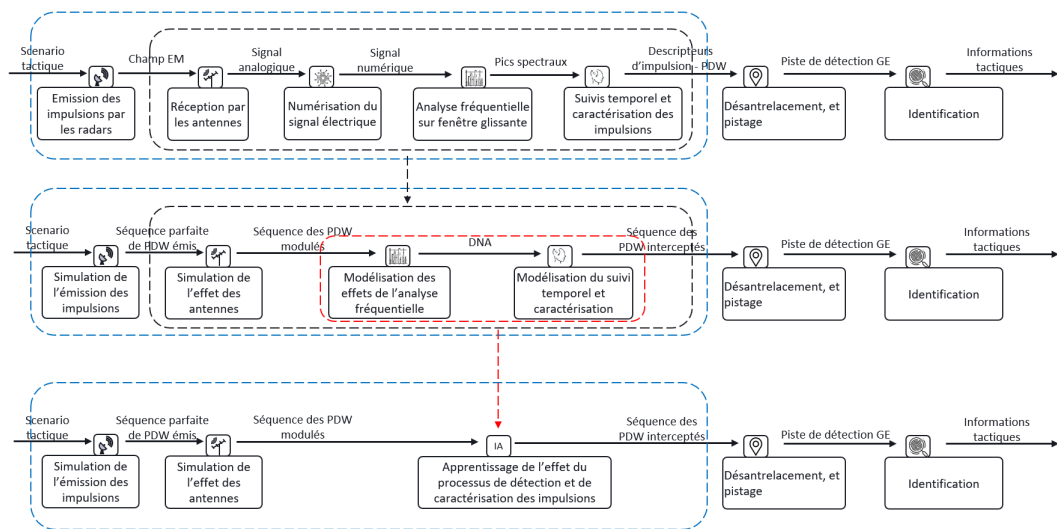 Scenario
tactique
Champ EM
Signal
analogique
Signal
numérique
Pics spectraux
Descripteurs
d'impulsion - PDW
Piste de détection GE
Informations
tactiques
Emission des
impulsions par
les radars
Réception par
les antennes
Numérisation du
signal électrique
Analyse fréquentielle
sur fenêtre glissante
Suivis temporel et
caractérisation des
impulsions
Désantrelacement, et
pistage
Identification
Scenario
tactique
Séquence parfaite
de PDW émis
Séquence des PDW
modulés
DNA
Séquence des
PDW interceptés
Piste de détection GE
Informations
tactiques
Simulation de
l'émission des
impulsions
Simulation de
l'effet des
antennes
Modélisation des
effets de l'analyse
fréquentielle
Modélisation du suivi
temporel et
caractérisation
Désantrelacement, et
pistage
Identification
Scenario
tactique
Séquence parfaite
de PDW émis
Séquence des PDW
modulés
IA
Séquence des
PDW interceptés
Piste de détection GE
Informations
tactiques
Simulation de
l'émission des
impulsions
Simulation de
l'effet des
antennes
Apprentissage de l'effet du
processus de détection et de
caractérisation des impulsions
Désantrelacement, et
pistage
Identification